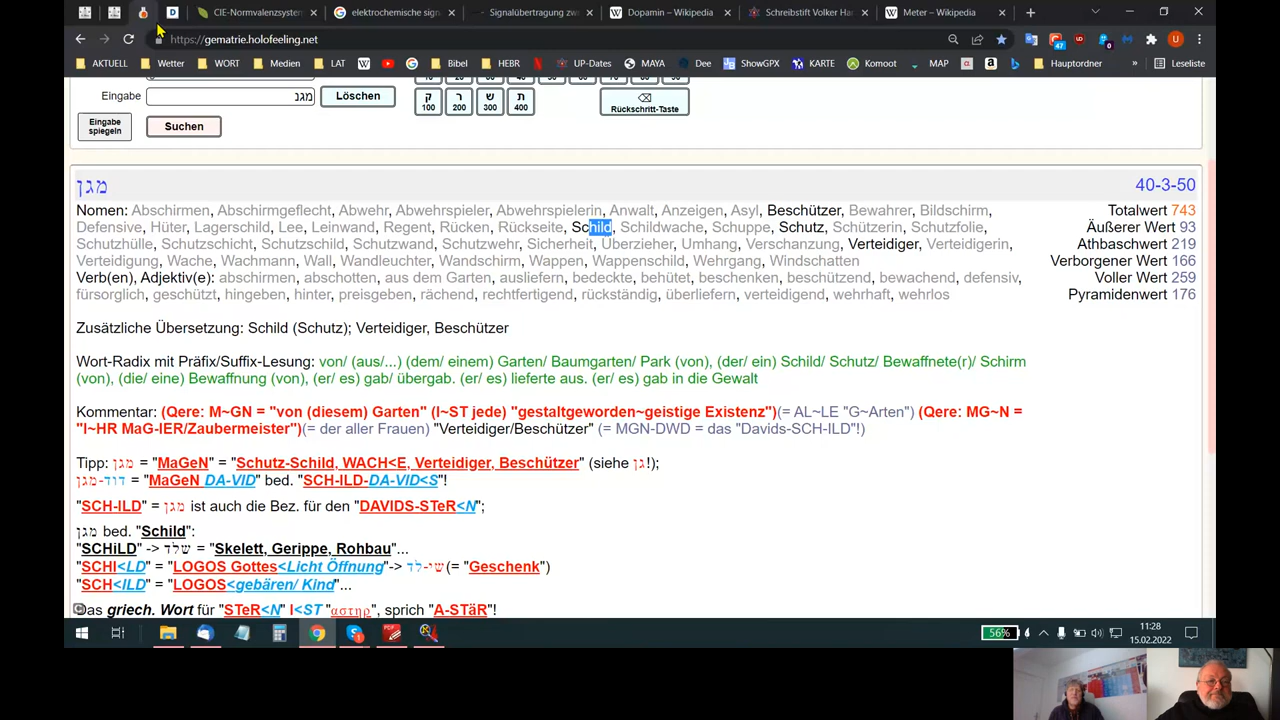 CIE-Normvalenzsystem
elektrochemische sign
Signalübertragung zw
Dopamin – Wikipedia
Schreibstift Volker Ha
Meter – Wikipedia
https://gematrie.holofeeling.net
AKTUELL Wetter WORT Medien LAT Bibel HEBR UP-Dates MAYA Dee ShowGPX KARTE Komoot MAP Hauptordner » Leseliste
Eingabe מגנ Löschen
ק 100 ר 200 ש 300 ת 400 Rückschritt-Taste
Eingabe spiegeln Suchen
מגן 40-3-50
Nomen: Abschirmen, Abschirmgeflecht, Abwehr, Abwehrspieler, Abwehrspielerin, Anwalt, Anzeigen, Asyl, Beschützer, Bewahrer, Bildschirm, Totalwert 743
Defensive, Hüter, Lagerschild, Lee, Leinwand, Regent, Rücken, Rückseite, Schild, Schildwache, Schuppe, Schutz, Schützerin, Schutzfolie, Äußerer Wert 93
Schutzhülle, Schutzschicht, Schutzschild, Schutzwand, Schutzwehr, Sicherheit, Überzieher, Umhang, Verschanzung, Verteidiger, Verteidigerin, Athbaschwert 219
Verteidigung, Wache, Wachmann, Wall, Wandleuchter, Wandschirm, Wappen, Wappenschild, Wehrgang, Windschatten Verborgener Wert 166
Verb(en), Adjektiv(e): abschirmen, abschotten, aus dem Garten, ausliefern, bedeckte, behütet, beschenken, beschützend, bewachend, defensiv, Voller Wert 259
fürsorglich, geschützt, hingeben, hinter, preisgeben, rächend, rechtfertigend, rückständig, überliefern, verteidigend, wehrhaft, wehrlos Pyramidenwert 176
Zusätzliche Übersetzung: Schild (Schutz); Verteidiger, Beschützer
Wort-Radix mit Präfix/Suffix-Lesung: von/ (aus/...) (dem/ einem) Garten/ Baumgarten/ Park (von), (der/ ein) Schild/ Schutz/ Bewaffnete(r)/ Schirm
(von), (die/ eine) Bewaffnung (von), (er/ es) gab/ übergab. (er/ es) lieferte aus. (er/ es) gab in die Gewalt
Kommentar: (Qere: M~GN = "von (diesem) Garten" (I~ST jede) "gestaltgeworden~geistige Existenz")(= AL~LE "G~Arten") (Qere: MG~N =
"I~HR MaG-IER/Zaubermeister")(= der aller Frauen) "Verteidiger/Beschützer" (= MGN-DWD = das "Davids-SCH-ILD"!)
Tipp: מגן = "MaGeN" = "Schutz-Schild, WACH<E, Verteidiger, Beschützer" (siehe גן!);
מגן-דוד = "MaGeN DA-VID" bed. "SCH-ILD-DA-VID<S"!
"SCH-ILD" = מגן ist auch die Bez. für den "DAVIDS-STeR<N";
מגן bed. "Schild":
"SCHiLD" -> שלד = "Skelett, Gerippe, Rohbau"...
"SCHI<LD" = "LOGOS Gottes<Licht Öffnung"-> שי-לד (= "Geschenk")
"SCH<ILD" = "LOGOS<gebären/ Kind"...
Das griech. Wort für "STeR<N" I<ST "αστηρ", sprich "A-STäR"!
56%
11:28
15.02.2022